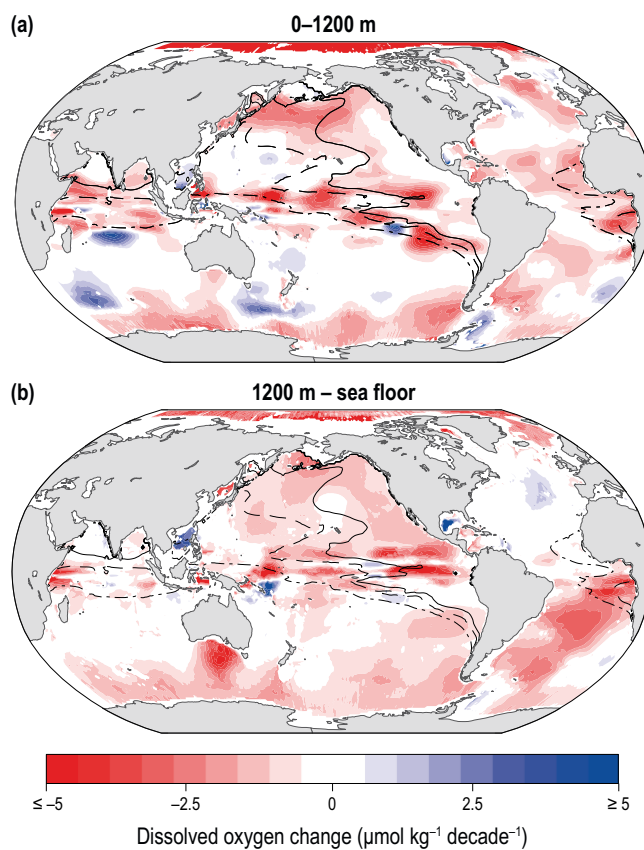 (a)
0–1200 m
(b)
1200 m – sea floor
≤ –5 –2.5 0 2.5 ≥ 5
Dissolved oxygen change (μmol kg⁻¹ decade⁻¹)